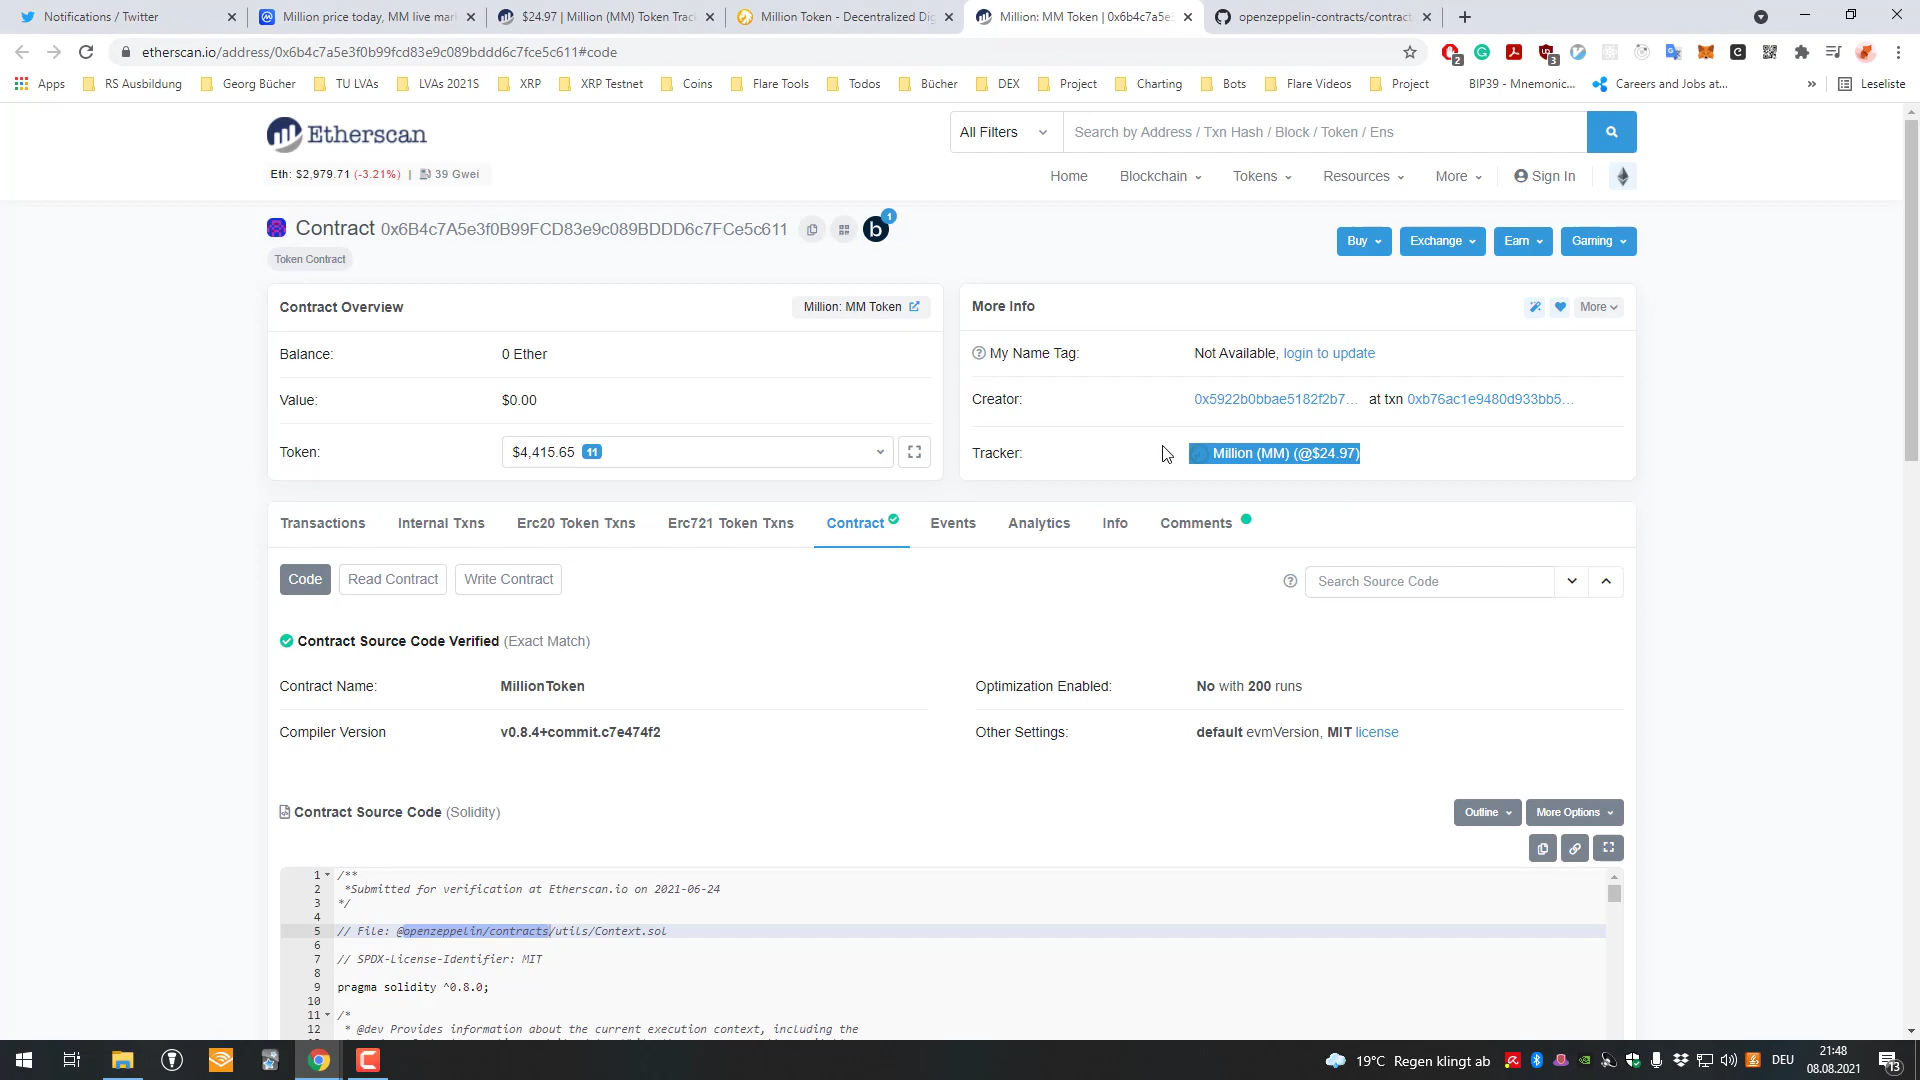 Notifications / Twitter
Million price today, MM live mar
$24.97 | Million (MM) Token Trac
Million Token - Decentralized Dig
Million: MM Token | 0x6b4c7a5e3
openzeppelin-contracts/contract
etherscan.io/address/0x6b4c7a5e3f0b99fcd83e9c089bddd6c7fce5c611#code
2
3
Apps
RS Ausbildung
Georg Bücher
TU LVAs
LVAs 2021S
XRP
XRP Testnet
Coins
Flare Tools
Todos
Bücher
DEX
Project
Charting
Bots
Flare Videos
Project
BIP39 - Mnemonic...
Careers and Jobs at...
»
Leseliste
Etherscan
All Filters
Search by Address / Txn Hash / Block / Token / Ens
Eth: $2,979.71 (-3.21%) | 39 Gwei
Home
Blockchain
Tokens
Resources
More
Sign In
Contract 0x6B4c7A5e3f0B99FCD83e9c089BDDD6c7FCe5c611
b
1
Buy
Exchange
Earn
Gaming
Token Contract
Contract Overview
Million: MM Token
More Info
More
Balance:
0 Ether
My Name Tag:
Not Available, login to update
Value:
$0.00
Creator:
0x5922b0bbae5182f2b7... at txn 0xb76ac1e9480d933bb5...
Token:
$4,415.65 11
Tracker:
Million (MM) (@$24.97)
Transactions
Internal Txns
Erc20 Token Txns
Erc721 Token Txns
Contract
Events
Analytics
Info
Comments
Code
Read Contract
Write Contract
Search Source Code
Contract Source Code Verified (Exact Match)
Contract Name:
MillionToken
Optimization Enabled:
No with 200 runs
Compiler Version
v0.8.4+commit.c7e474f2
Other Settings:
default evmVersion, MIT license
Contract Source Code (Solidity)
Outline
More Options
1 /**
2 *Submitted for verification at Etherscan.io on 2021-06-24
3 */
4
5 // File: @openzeppelin/contracts/utils/Context.sol
6
7 // SPDX-License-Identifier: MIT
8
9 pragma solidity ^0.8.0;
10
11 /*
12 * @dev Provides information about the current execution context, including the
19°C Regen klingt ab
DEU
21:48
08.08.2021
13